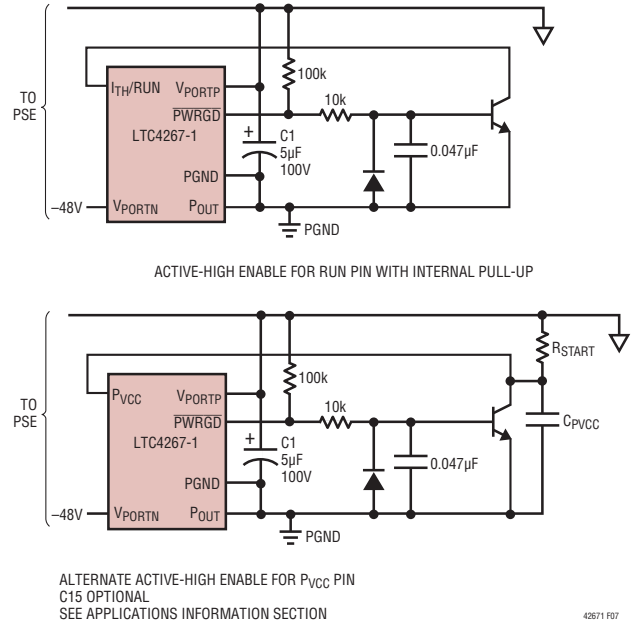 TO
PSE
I_TH/RUN
V_PORTP
PWRGD
LTC4267-1
PGND
V_PORTN
P_OUT
–48V
100k
10k
+
C1
5µF
100V
0.047µF
PGND
ACTIVE-HIGH ENABLE FOR RUN PIN WITH INTERNAL PULL-UP
TO
PSE
P_VCC
V_PORTP
PWRGD
LTC4267-1
PGND
V_PORTN
P_OUT
–48V
100k
10k
+
C1
5µF
100V
0.047µF
R_START
C_PVCC
PGND
ALTERNATE ACTIVE-HIGH ENABLE FOR P_VCC PIN
C15 OPTIONAL
SEE APPLICATIONS INFORMATION SECTION
42671 F07